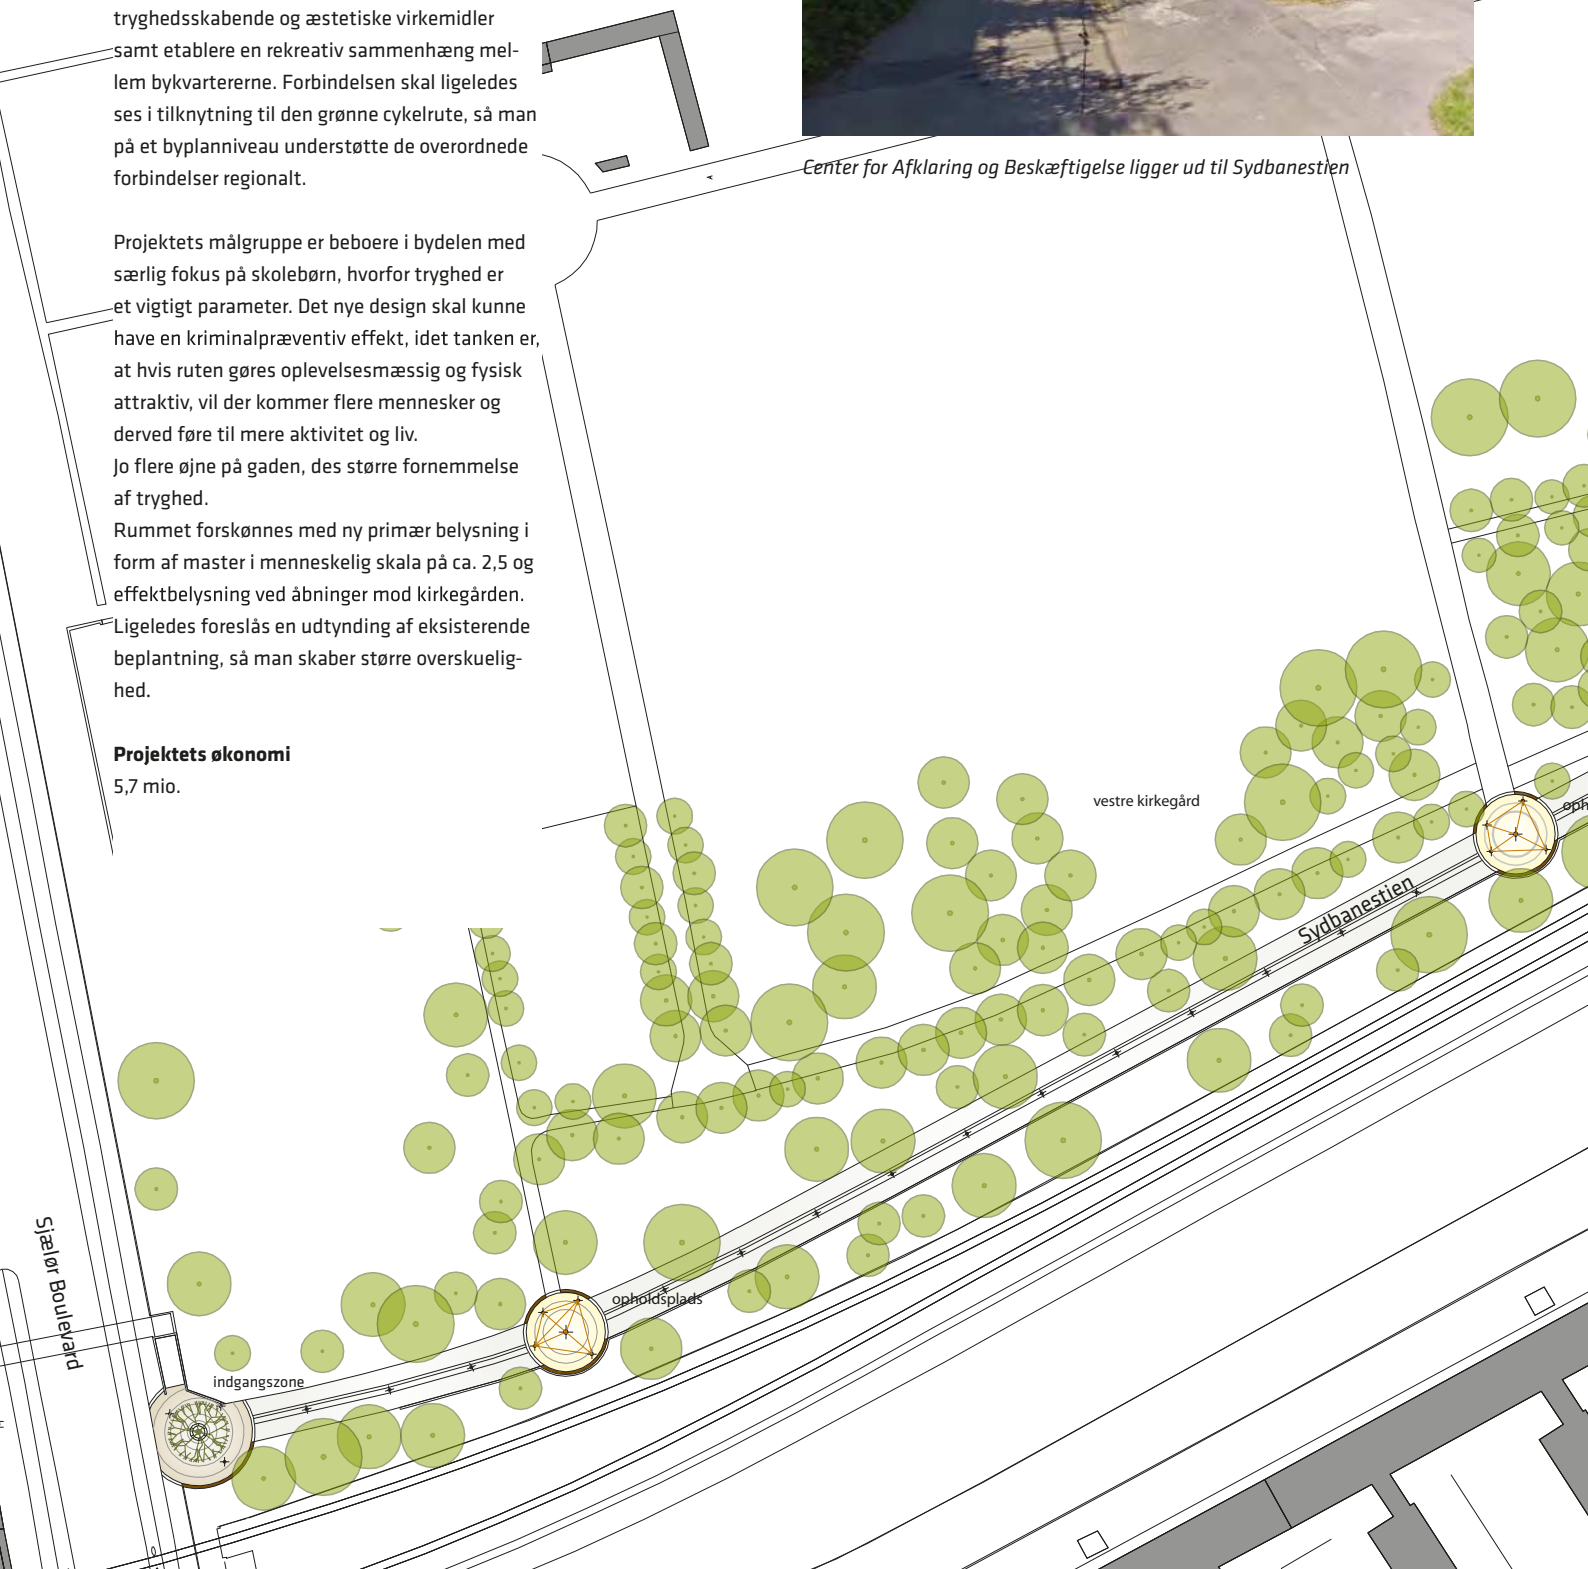 tryghedsskabende og æstetiske virkemidler
samt etablere en rekreativ sammenhæng mel-
lem bykvartererne. Forbindelsen skal ligeledes
ses i tilknytning til den grønne cykelrute, så man
på et byplanniveau understøtte de overordnede
forbindelser regionalt.
Projektets målgruppe er beboere i bydelen med
særlig fokus på skolebørn, hvorfor tryghed er
et vigtigt parameter. Det nye design skal kunne
have en kriminalpræventiv effekt, idet tanken er,
at hvis ruten gøres oplevelsesmæssig og fysisk
attraktiv, vil der kommer flere mennesker og
derved føre til mere aktivitet og liv.
Jo flere øjne på gaden, des større fornemmelse
af tryghed.
Rummet forskønnes med ny primær belysning i
form af master i menneskelig skala på ca. 2,5 og
effektbelysning ved åbninger mod kirkegården.
Ligeledes foreslås en udtynding af eksisterende
beplantning, så man skaber større overskuelig-
hed.
Projektets økonomi
5,7 mio.
Center for Afklaring og Beskæftigelse ligger ud til Sydbanestien
vestre kirkegård
oph
Sydbanestien
opholdsplads
indgangszone
Sjælør Boulevard